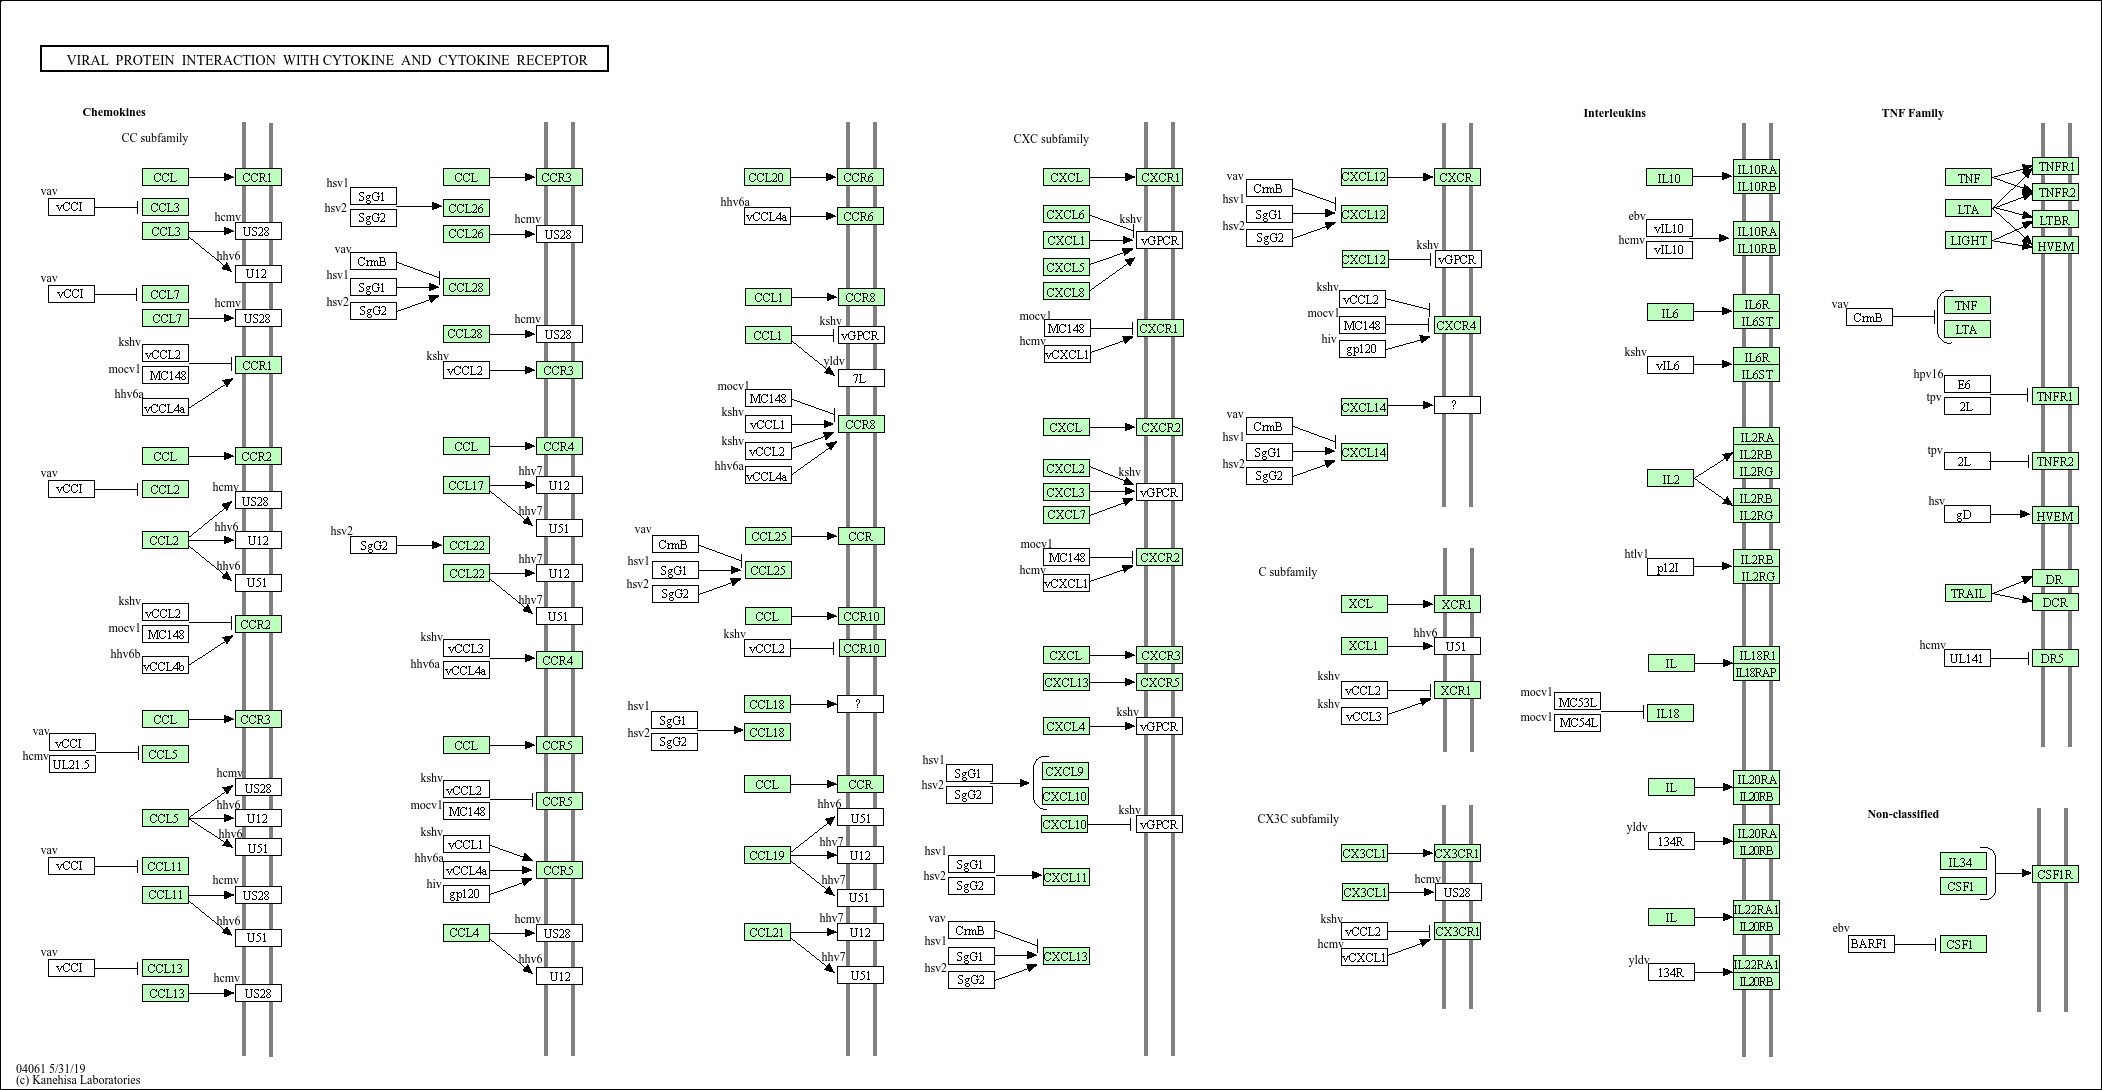 VIRAL PROTEIN INTERACTION WITH CYTOKINE AND CYTOKINE RECEPTOR
Chemokines
CC subfamily
CCL
CCR1
vav
vCCI
CCL3
CCL3
hcmv
US28
hhv6
U12
vav
vCCI
CCL7
CCL7
hcmv
US28
kshv
vCCL2
mocv1
MC148
hhv6a
vCCL4a
CCR1
CCL
CCR2
vav
vCCI
CCL2
CCL2
hcmv
US28
hhv6
U12
hhv6
U51
kshv
vCCL2
mocv1
MC148
hhv6b
vCCL4b
CCR2
CCL
CCR3
vav
vCCI
hcmv
UL21.5
CCL5
CCL5
hcmv
US28
hhv6
U12
hhv6
U51
vav
vCCI
CCL11
CCL11
hcmv
US28
hhv6
U51
vav
vCCI
CCL13
CCL13
hcmv
US28
CCL
CCR3
hsv1
SgG1
hsv2
SgG2
CCL26
CCL26
hcmv
US28
vav
CrmB
hsv1
SgG1
hsv2
SgG2
CCL28
CCL28
hcmv
US28
kshv
vCCL2
CCR3
CCL
CCR4
CCL17
hhv7
U12
hhv7
U51
hsv2
SgG2
CCL22
CCL22
hhv7
U12
hhv7
U51
kshv
vCCL3
hhv6a
vCCL4a
CCR4
CCL
CCR5
kshv
vCCL2
mocv1
MC148
CCR5
kshv
vCCL1
hhv6a
vCCL4a
hiv
gp120
CCR5
CCL4
hcmv
US28
hhv6
U12
CCL20
CCR6
hhv6a
vCCL4a
CCR6
CCL1
CCR8
CCL1
kshv
vGPCR
yldv
7L
mocv1
MC148
kshv
vCCL1
kshv
vCCL2
hhv6a
vCCL4a
CCR8
CCL25
CCR
vav
CrmB
hsv1
SgG1
hsv2
SgG2
CCL25
CCL
CCR10
kshv
vCCL2
CCR10
CCL18
?
hsv1
SgG1
hsv2
SgG2
CCL18
CCL
CCR
CCL19
hhv6
U51
hhv7
U12
hhv7
U51
CCL21
hhv7
U12
hhv7
U51
CXC subfamily
CXCL
CXCR1
CXCL6
CXCL1
CXCL5
CXCL8
kshv
vGPCR
mocv1
MC148
hcmv
vCXCL1
CXCR1
CXCL
CXCR2
CXCL2
CXCL3
CXCL7
kshv
vGPCR
mocv1
MC148
hcmv
vCXCL1
CXCR2
CXCL
CXCR3
CXCL13
CXCR5
CXCL4
kshv
vGPCR
hsv1
SgG1
hsv2
SgG2
CXCL9
CXCL10
CXCL10
kshv
vGPCR
hsv1
SgG1
hsv2
SgG2
CXCL11
vav
CrmB
hsv1
SgG1
hsv2
SgG2
CXCL13
CXCL12
CXCR
vav
CrmB
hsv1
SgG1
hsv2
SgG2
CXCL12
CXCL12
kshv
vGPCR
kshv
vCCL2
mocv1
MC148
hiv
gp120
CXCR4
CXCL14
?
vav
CrmB
hsv1
SgG1
hsv2
SgG2
CXCL14
C subfamily
XCL
XCR1
XCL1
hhv6
U51
kshv
vCCL2
kshv
vCCL3
XCR1
CX3C subfamily
CX3CL1
CX3CR1
CX3CL1
hcmv
US28
kshv
vCCL2
hcmv
vCXCL1
CX3CR1
Interleukins
IL10
IL10RA
IL10RB
ebv
vIL10
hcmv
vIL10
IL10RA
IL10RB
IL6
IL6R
IL6ST
kshv
vIL6
IL6R
IL6ST
IL2
IL2RA
IL2RB
IL2RG
IL2RB
IL2RG
htlv1
p12I
IL2RB
IL2RG
IL
IL18R1
IL18RAP
mocv1
MC53L
mocv1
MC54L
IL18
IL
IL20RA
IL20RB
yldv
134R
IL20RA
IL20RB
IL
IL22RA1
IL20RB
yldv
134R
IL22RA1
IL20RB
TNF Family
TNF
LTA
LIGHT
TNFR1
TNFR2
LTBR
HVEM
vav
CrmB
TNF
LTA
hpv16
E6
tpv
2L
TNFR1
tpv
2L
TNFR2
hsv
gD
HVEM
TRAIL
DR
DCR
hcmv
UL141
DR5
Non-classified
IL34
CSF1
CSF1R
ebv
BARF1
CSF1
04061 5/31/19
(c) Kanehisa Laboratories